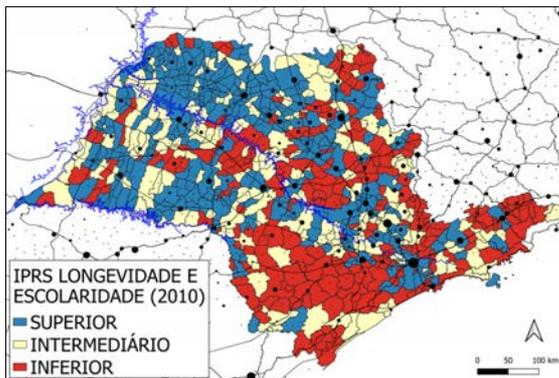 IPRS LONGEVIDADE E
ESCOLARIDADE (2010)
SUPERIOR
INTERMEDIÁRIO
INFERIOR
0 50 100 km